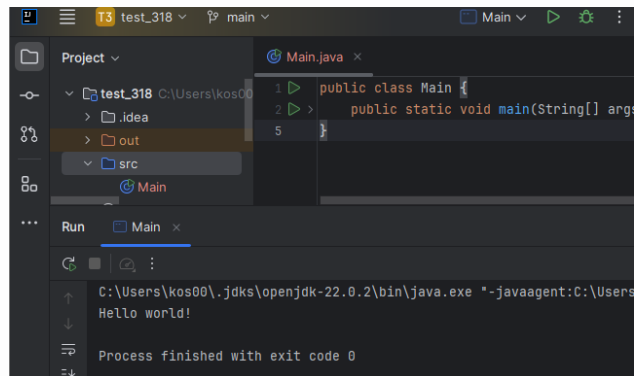 IJ T3 test_318 main Main
Project
Main.java
test_318 C:\Users\kos00
.idea
out
src
Main
1 public class Main {
2 public static void main(String[] args
5 }
Run Main
C:\Users\kos00\.jdks\openjdk-22.0.2\bin\java.exe "-javaagent:C:\Users
Hello world!
Process finished with exit code 0